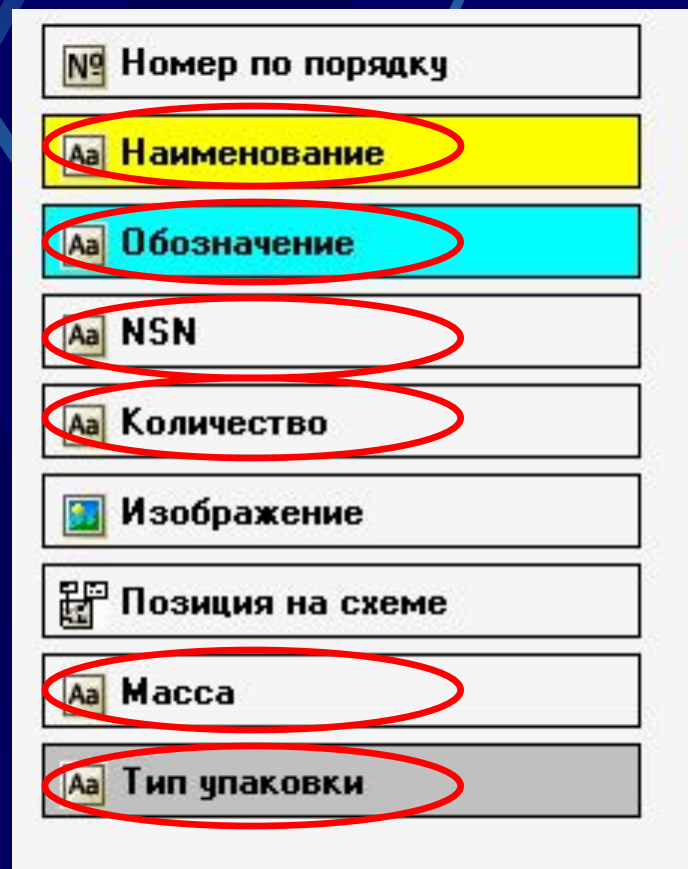 Nº Номер по порядку
Aa Наименование
Aa Обозначение
Aa NSN
Aa Количество
Изображение
Позиция на схеме
Aa Масса
Aa Тип упаковки